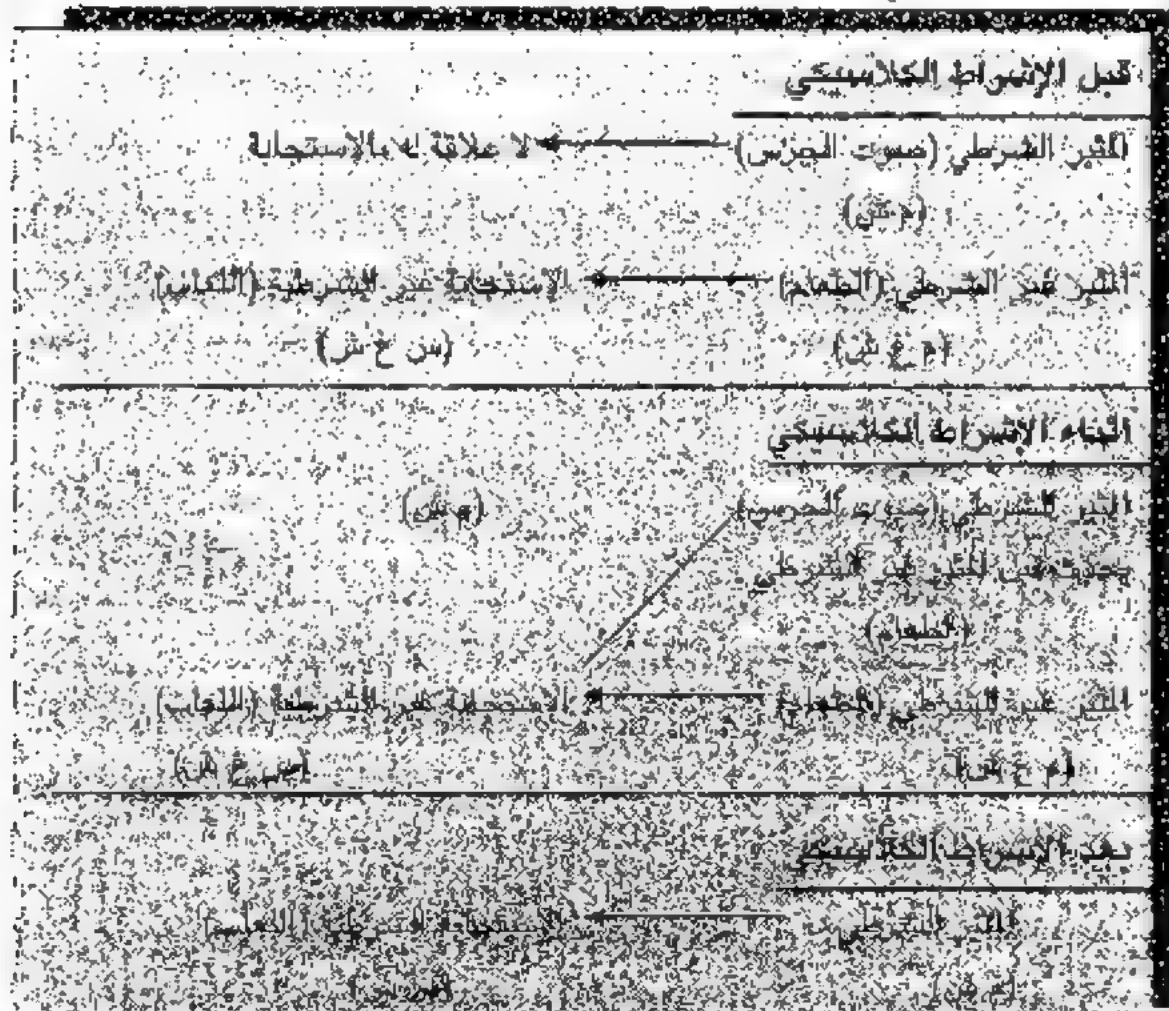 قبل الإشراط الكلاسيكي
المثير الشرطي (صوت الجرس) لا علاقة له بالاستجابة
(م ش)
المثير غير الشرطي (الطعام) الاستجابة غير الشرطية (اللعاب)
(م غ ش) (س غ ش)
أثناء الإشراط الكلاسيكي
المثير الشرطي (صوت الجرس) (م ش)
المثير غير الشرطي
(الطعام)
المثير غير الشرطي (الطعام) الاستجابة غير الشرطية (اللعاب)
(م غ ش) (س غ ش)
بعد الإشراط الكلاسيكي
المثير الشرطي الاستجابة الشرطية (اللعاب)